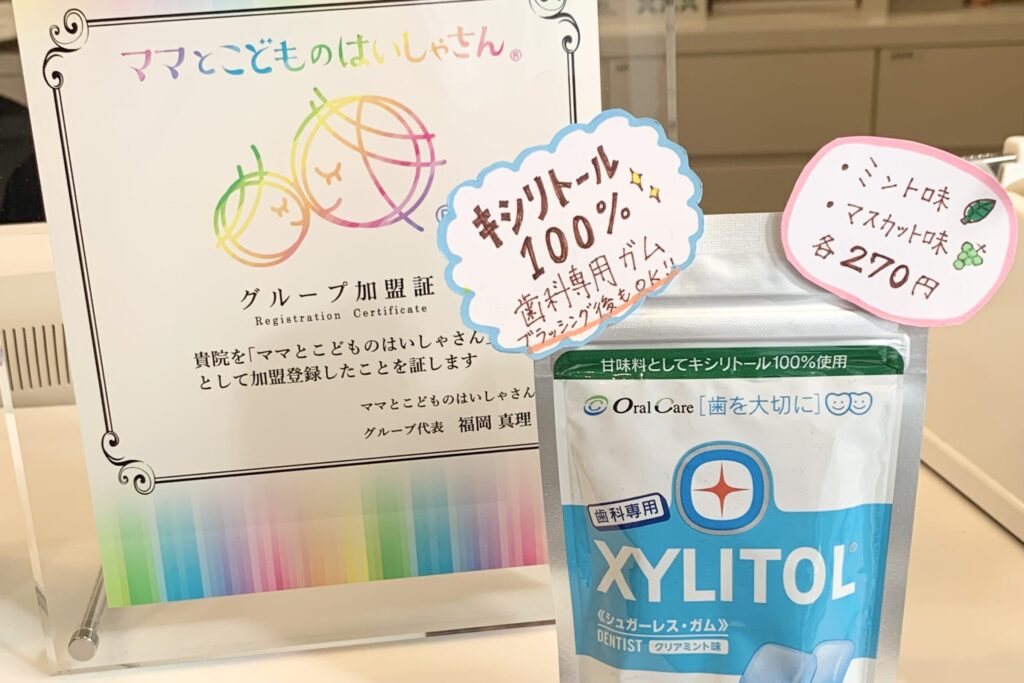 ママとこどものはいしゃさん®
グループ加盟証
Registration Certificate
貴院を「ママとこどものはいしゃさん」
として加盟登録したことを証します
ママとこどものはいしゃさん
グループ代表 福岡 真理
キシリトール
100%
歯科専用ガム
ブラッシング後もOK!!
・ミント味
・マスカット味
各270円
甘味料としてキシリトール100%使用
Oral Care [歯を大切に]
歯科専用
XYLITOL®
《シュガーレス・ガム》
DENTIST クリアミント味